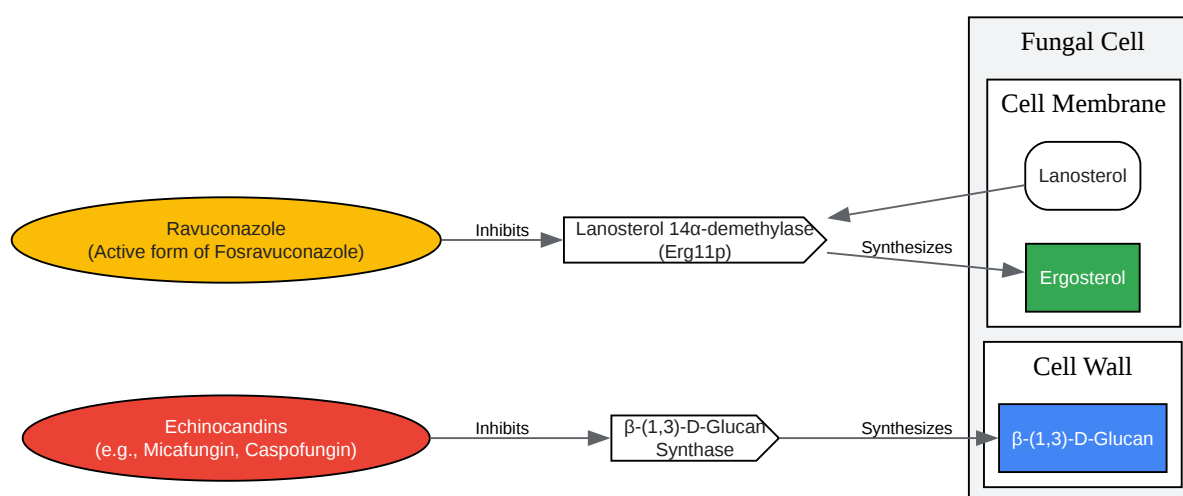 Fungal Cell
Cell Membrane
Lanosterol
Ravuconazole
(Active form of Fosravuconazole)
Inhibits
Lanosterol 14α-demethylase
(Erg11p)
Synthesizes
Ergosterol
Cell Wall
Echinocandins
(e.g., Micafungin, Caspofungin)
Inhibits
β-(1,3)-D-Glucan
Synthase
Synthesizes
β-(1,3)-D-Glucan